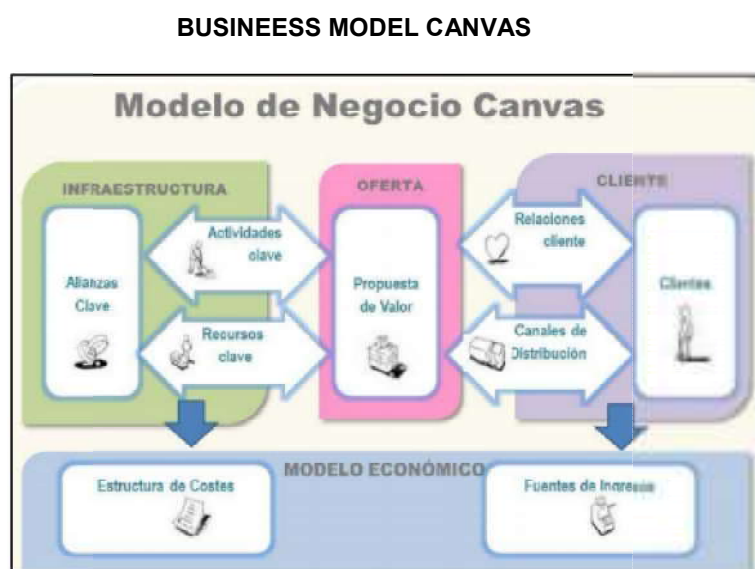 BUSINEESS MODEL CANVAS
Modelo de Negocio Canvas
INFRAESTRUCTURA
OFERTA
CLIENTE
Alianzas
Clave
Actividades
clave
Recursos
clave
Propuesta
de Valor
Relaciones
cliente
Canales de
Distribución
Clientes
MODELO ECONÓMICO
Estructura de Costes
Fuentes de Ingresos